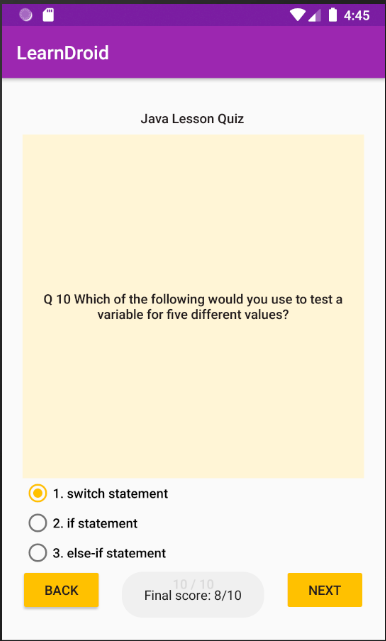 4:45
LearnDroid
Java Lesson Quiz
Q 10 Which of the following would you use to test a
variable for five different values?
1. switch statement
2. if statement
3. else-if statement
BACK
10 / 10
Final score: 8/10
NEXT